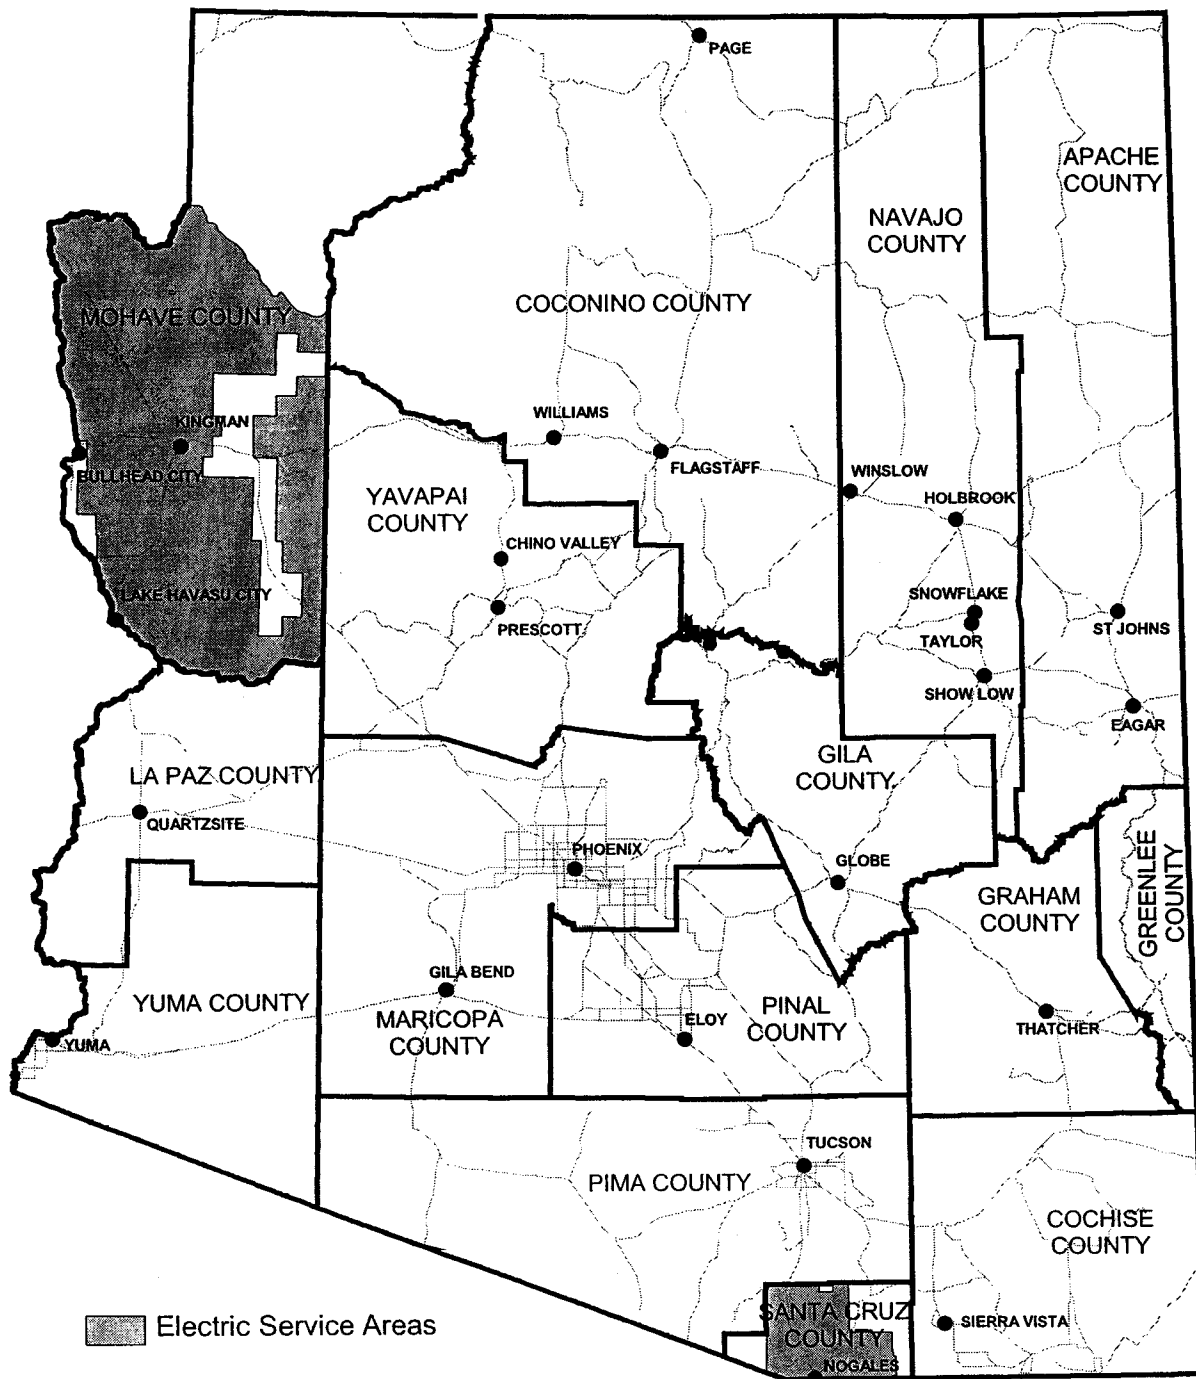 PAGE
APACHE
COUNTY
NAVAJO
COUNTY
COCONINO COUNTY
MOHAVE COUNTY
WILLIAMS
KINGMAN
FLAGSTAFF
WINSLOW
BULLHEAD CITY
YAVAPAI
COUNTY
HOLBROOK
CHINO VALLEY
LAKE HAVASU CITY
SNOWFLAKE
PRESCOTT
TAYLOR
ST JOHNS
SHOW LOW
EAGAR
LA PAZ COUNTY
GILA
COUNTY
QUARTZSITE
PHOENIX
GLOBE
GRAHAM
COUNTY
GREENLEE
COUNTY
GILA BEND
YUMA COUNTY
MARICOPA
COUNTY
ELOY
PINAL
COUNTY
THATCHER
YUMA
TUCSON
PIMA COUNTY
COCHISE
COUNTY
SANTA CRUZ
COUNTY
SIERRA VISTA
Electric Service Areas
NOGALES